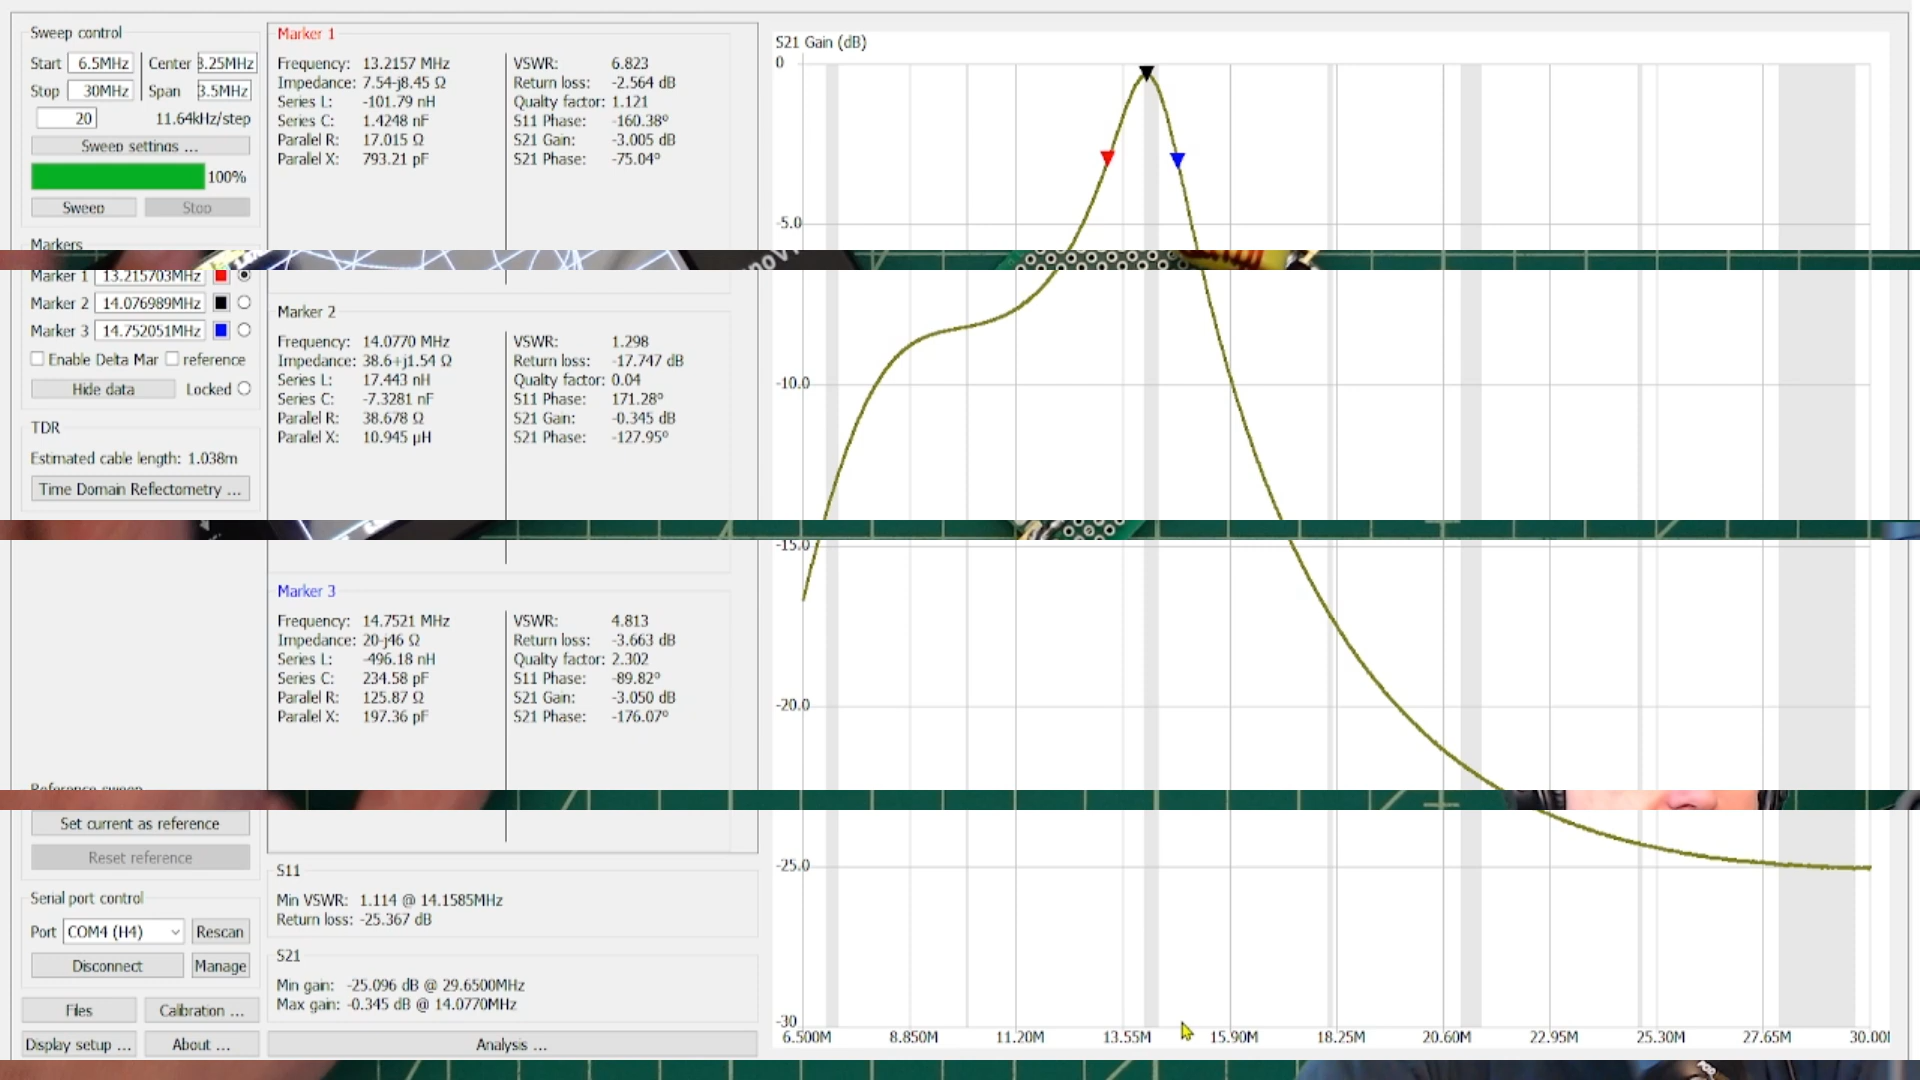 Sweep control
Start 6.5MHz Center 3.25MHz
Stop 30MHz Span 3.5MHz
20 11.64kHz/step
Sweep settings ...
100%
Sweep Stop
Markers
Marker 1 13.215703MHz
Marker 2 14.076989MHz
Marker 3 14.752051MHz
Enable Delta Mar reference
Hide data Locked
TDR
Estimated cable length: 1.038m
Time Domain Reflectometry ...
Reference sweep
Set current as reference
Reset reference
Serial port control
Port COM4 (H4) Rescan
Disconnect Manage
Files Calibration ...
Display setup ... About ...
Marker 1
Frequency: 13.2157 MHz VSWR: 6.823
Impedance: 7.54-j8.45 Ω Return loss: -2.564 dB
Series L: -101.79 nH Quality factor: 1.121
Series C: 1.4248 nF S11 Phase: -160.38°
Parallel R: 17.015 Ω S21 Gain: -3.005 dB
Parallel X: 793.21 pF S21 Phase: -75.04°
Marker 2
Frequency: 14.0770 MHz VSWR: 1.298
Impedance: 38.6+j1.54 Ω Return loss: -17.747 dB
Series L: 17.443 nH Quality factor: 0.04
Series C: -7.3281 nF S11 Phase: 171.28°
Parallel R: 38.678 Ω S21 Gain: -0.345 dB
Parallel X: 10.945 µH S21 Phase: -127.95°
Marker 3
Frequency: 14.7521 MHz VSWR: 4.813
Impedance: 20-j46 Ω Return loss: -3.663 dB
Series L: -496.18 nH Quality factor: 2.302
Series C: 234.58 pF S11 Phase: -89.82°
Parallel R: 125.87 Ω S21 Gain: -3.050 dB
Parallel X: 197.36 pF S21 Phase: -176.07°
S11
Min VSWR: 1.114 @ 14.1585MHz
Return loss: -25.367 dB
S21
Min gain: -25.096 dB @ 29.6500MHz
Max gain: -0.345 dB @ 14.0770MHz
Analysis ...
S21 Gain (dB)
0
-5.0
-10.0
-15.0
-20.0
-25.0
-30
6.500M 8.850M 11.20M 13.55M 15.90M 18.25M 20.60M 22.95M 25.30M 27.65M 30.00